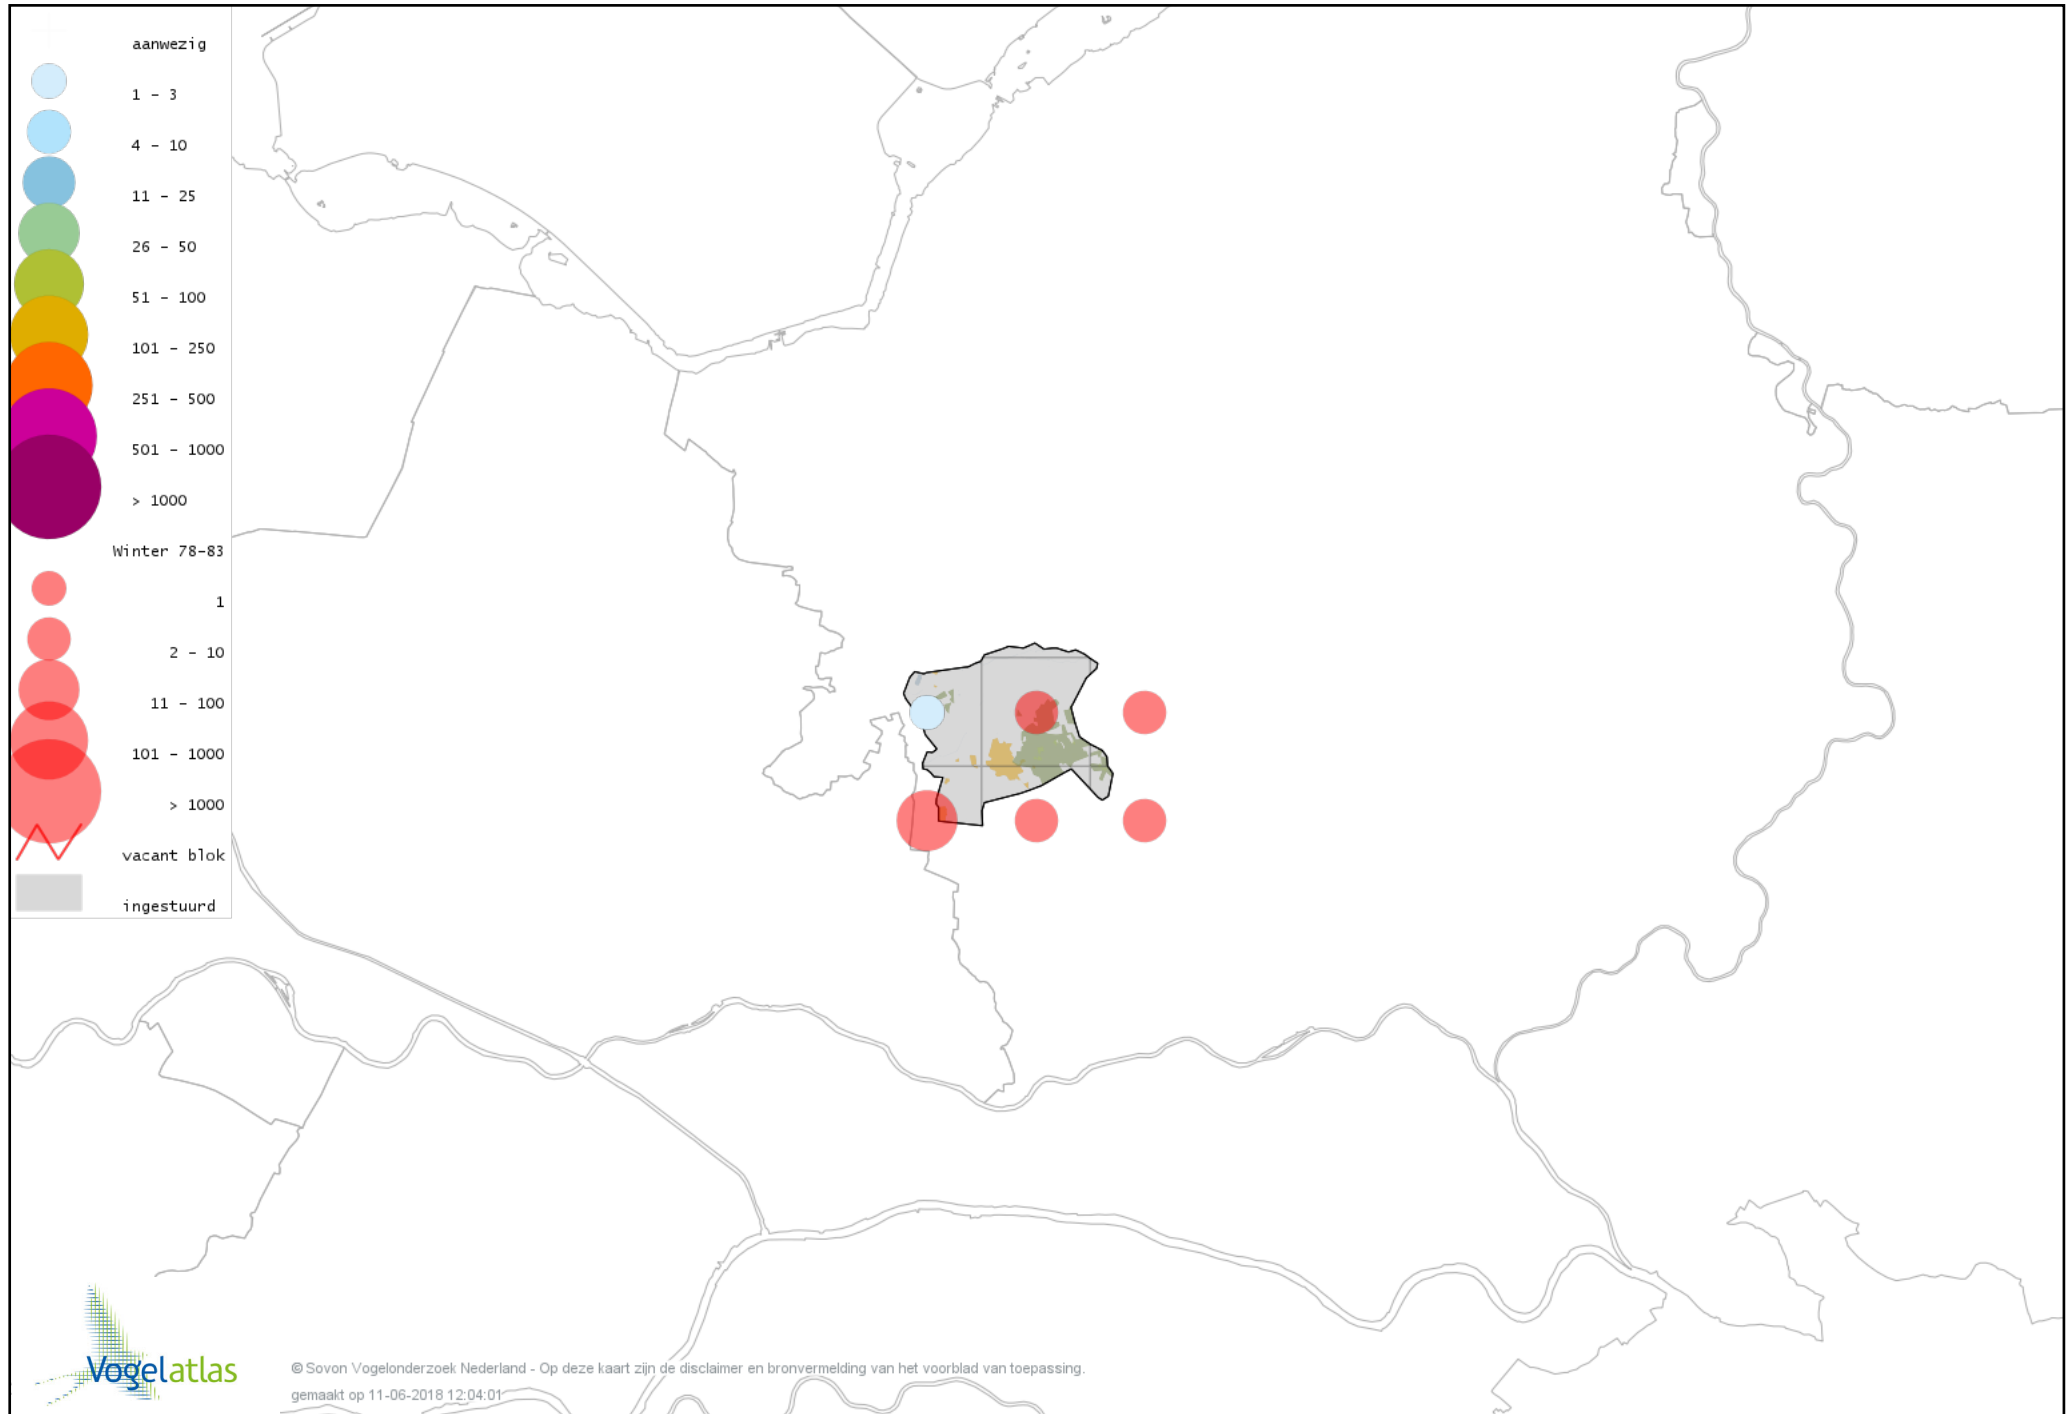 aanwezig
1 - 3
4 - 10
11 - 25
26 - 50
51 - 100
101 - 250
251 - 500
501 - 1000
> 1000
Winter 78-83
1
2 - 10
11 - 100
101 - 1000
> 1000
vacant blok
ingestuurd
Vogelatlas
© Sovon Vogelonderzoek Nederland - Op deze kaart zijn de disclaimer en bronvermelding van het voorblad van toepassing.
gemaakt op 11-06-2018 12:04:01